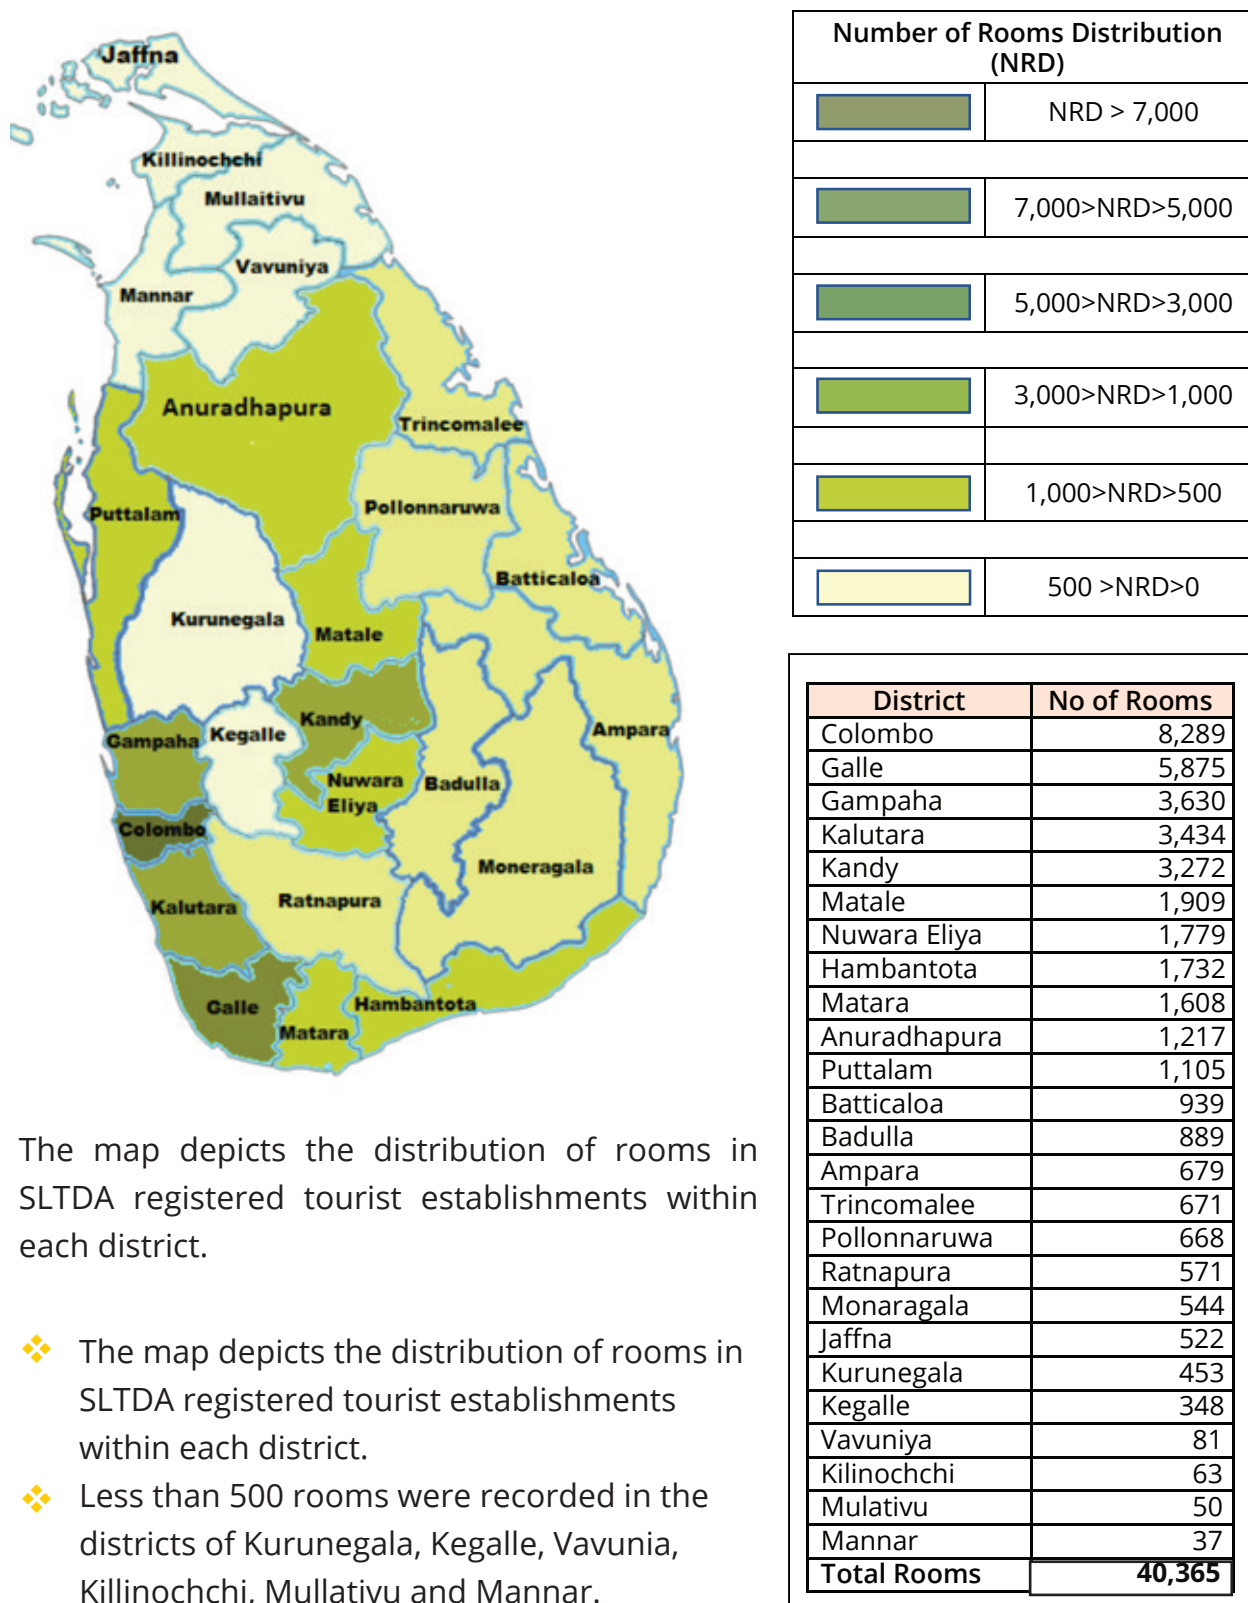 Jaffna
Killinochchi
Mullaitivu
Vavuniya
Mannar
Anuradhapura
Trincomalee
Puttalam
Pollonnaruwa
Batticaloa
Kurunegala
Matale
Kandy
Ampara
Gampaha
Kegalle
Nuwara
Eliya
Badulla
Colombo
Moneragala
Kalutara
Ratnapura
Galle
Matara
Hambantota
The map depicts the distribution of rooms in
SLTDA registered tourist establishments within
each district.
❖ The map depicts the distribution of rooms in
SLTDA registered tourist establishments
within each district.
❖ Less than 500 rooms were recorded in the
districts of Kurunegala, Kegalle, Vavunia,
Killinochchi, Mullativu and Mannar.
Number of Rooms Distribution
(NRD)
NRD > 7,000
7,000>NRD>5,000
5,000>NRD>3,000
3,000>NRD>1,000
1,000>NRD>500
500 >NRD>0
District No of Rooms
Colombo 8,289
Galle 5,875
Gampaha 3,630
Kalutara 3,434
Kandy 3,272
Matale 1,909
Nuwara Eliya 1,779
Hambantota 1,732
Matara 1,608
Anuradhapura 1,217
Puttalam 1,105
Batticaloa 939
Badulla 889
Ampara 679
Trincomalee 671
Pollonnaruwa 668
Ratnapura 571
Monaragala 544
Jaffna 522
Kurunegala 453
Kegalle 348
Vavuniya 81
Kilinochchi 63
Mulativu 50
Mannar 37
Total Rooms 40,365